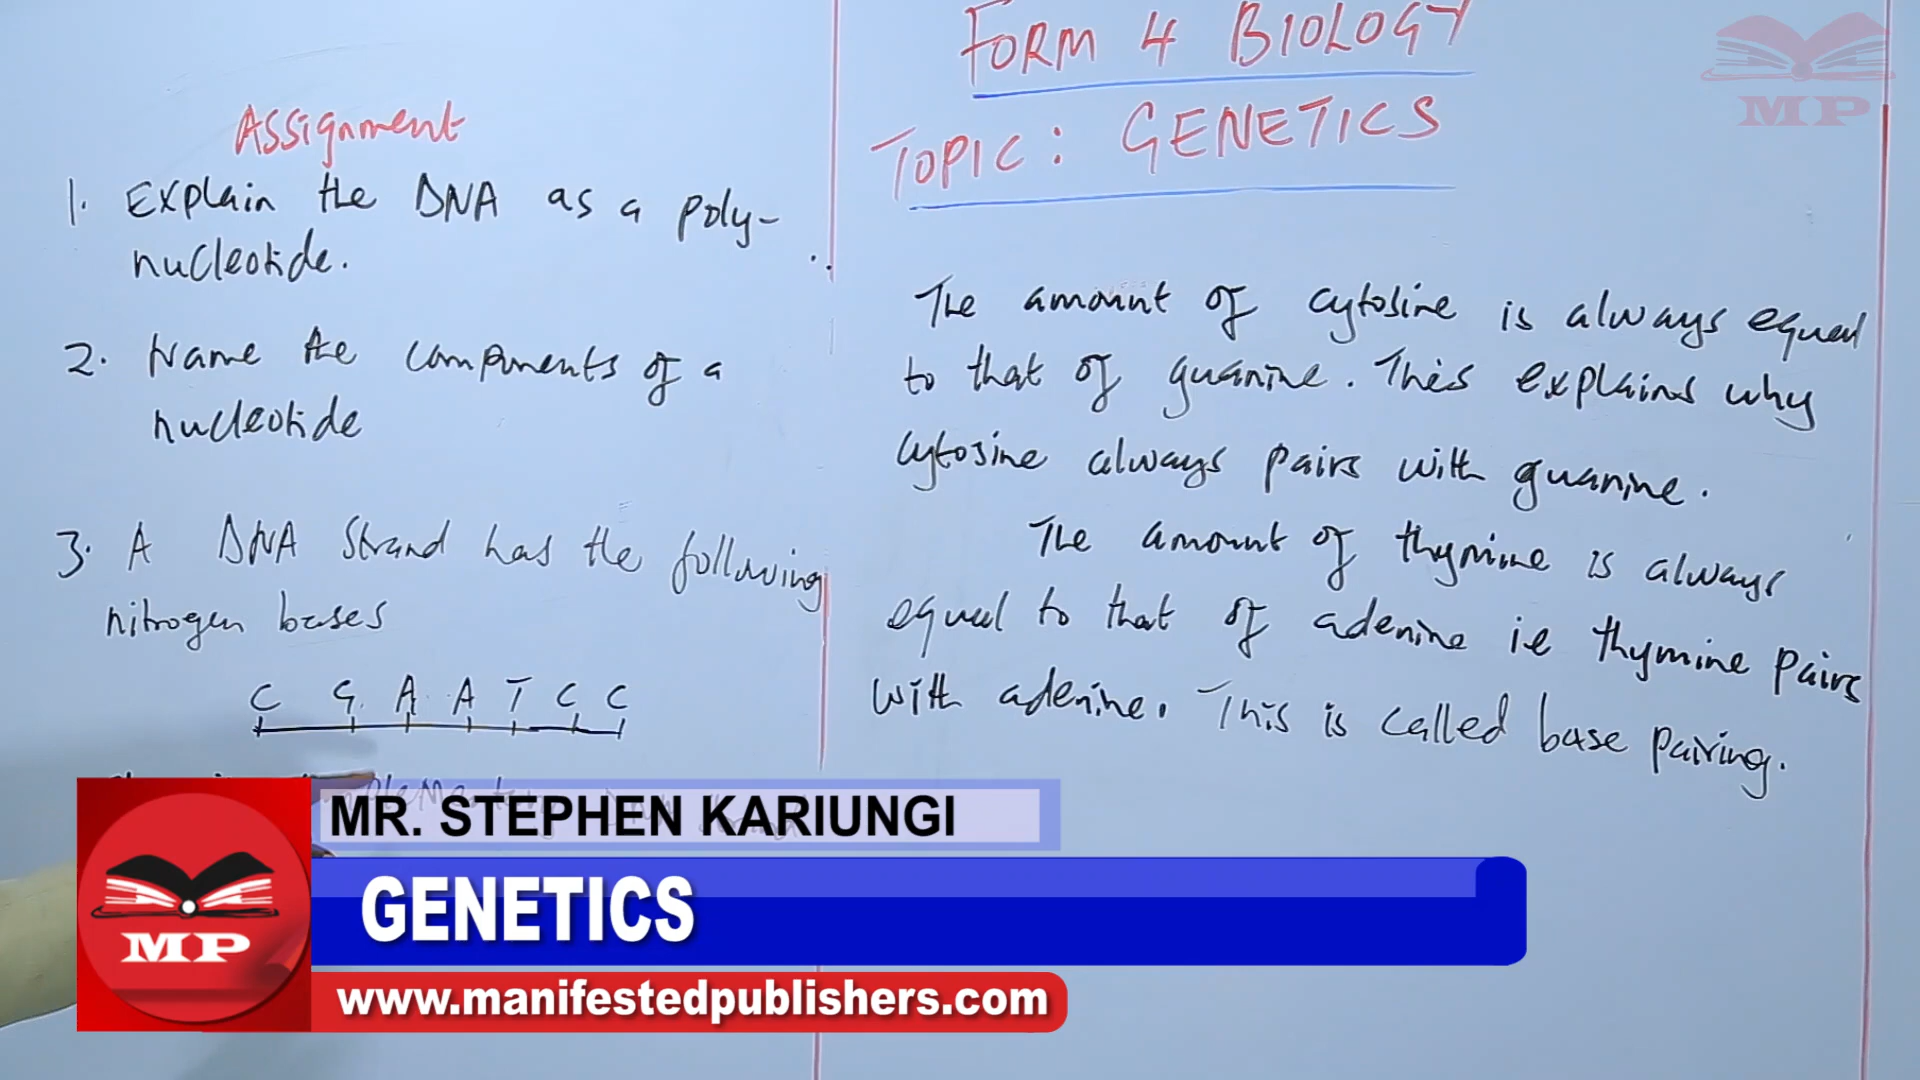 Assignment
1. Explain the DNA as a poly-
nucleotide.
2. Name the components of a
nucleotide
3. A DNA strand has the following
nitrogen bases
C G A A T C C
FORM 4 BIOLOGY
TOPIC: GENETICS
The amount of cytosine is always equal
to that of guanine. This explains why
cytosine always pairs with guanine.
The amount of thymine is always
equal to that of adenine ie thymine pairs
with adenine. This is called base pairing.
MP
MR. STEPHEN KARIUNGI
GENETICS
MP
www.manifestedpublishers.com